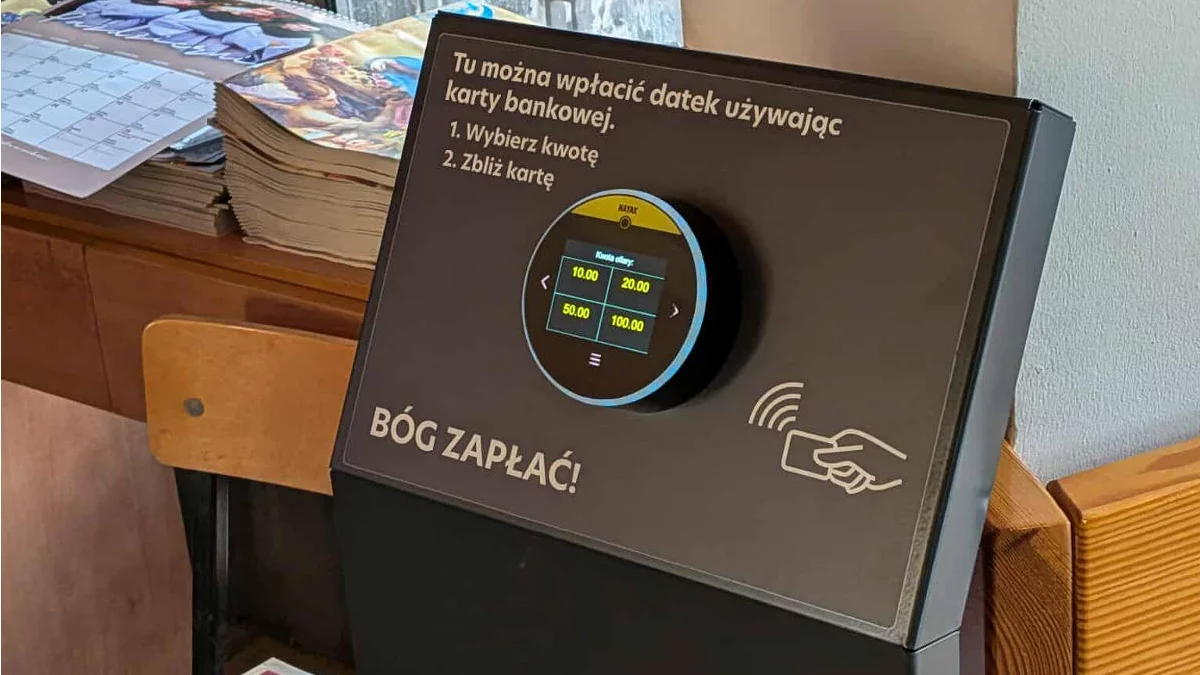 Tu można wpłacić datek używając
karty bankowej.
1. Wybierz kwotę
2. Zbliż kartę
Kwota ofiary:
10.00 20.00
50.00 100.00
BÓG ZAPŁAĆ!